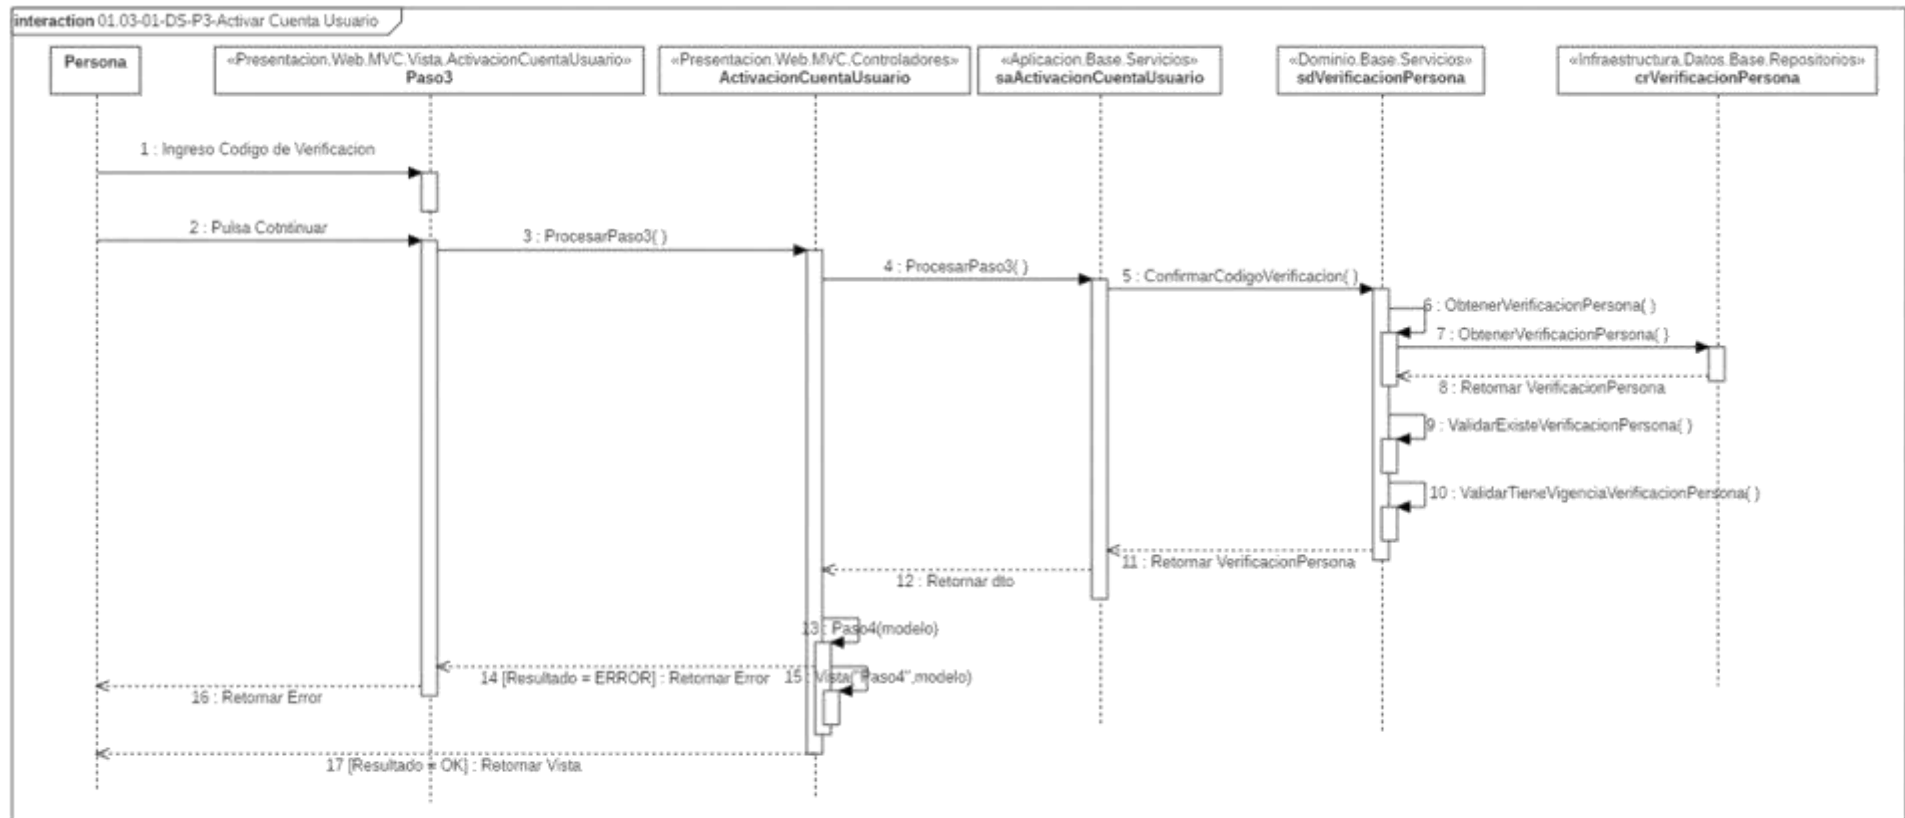 interaction 01.03-01-DS-P3-Activar Cuenta Usuario
Persona
«Presentacion.Web.MVC.Vista.ActivacionCuentaUsuario»
Paso3
«Presentacion.Web.MVC.Controladores»
ActivacionCuentaUsuario
«Aplicacion.Base.Servicios»
saActivacionCuentaUsuario
«Dominio.Base.Servicios»
sdVerificacionPersona
«Infraestructura.Datos.Base.Repositorios»
crVerificacionPersona
1 : Ingreso Codigo de Verificacion
2 : Pulsa Cotntinuar
3 : ProcesarPaso3( )
4 : ProcesarPaso3( )
5 : ConfirmarCodigoVerificacion( )
6 : ObtenerVerificacionPersona( )
7 : ObtenerVerificacionPersona( )
8 : Retornar VerificacionPersona
9 : ValidarExisteVerificacionPersona( )
10 : ValidarTieneVigenciaVerificacionPersona( )
11 : Retornar VerificacionPersona
12 : Retornar dto
13 : Paso4(modelo)
14 [Resultado = ERROR] : Retornar Error
15 : Vista("Paso4",modelo)
16 : Retornar Error
17 [Resultado = OK] : Retornar Vista